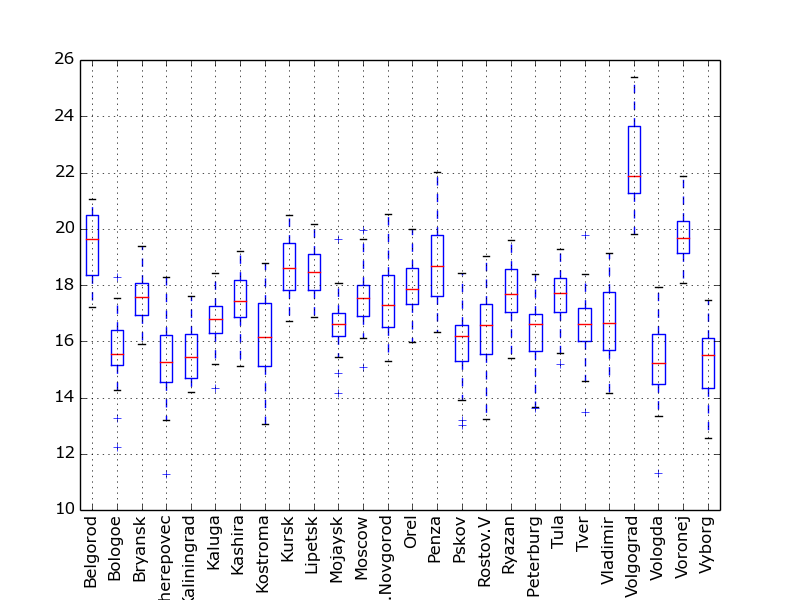 26
24
22
20
18
16
14
12
10
Belgorod
Bologoe
Bryansk
herepovec
Kaliningrad
Kaluga
Kashira
Kostroma
Kursk
Lipetsk
Mojaysk
Moscow
.Novgorod
Orel
Penza
Pskov
Rostov.V
Ryazan
Peterburg
Tula
Tver
Vladimir
Volgograd
Vologda
Voronej
Vyborg